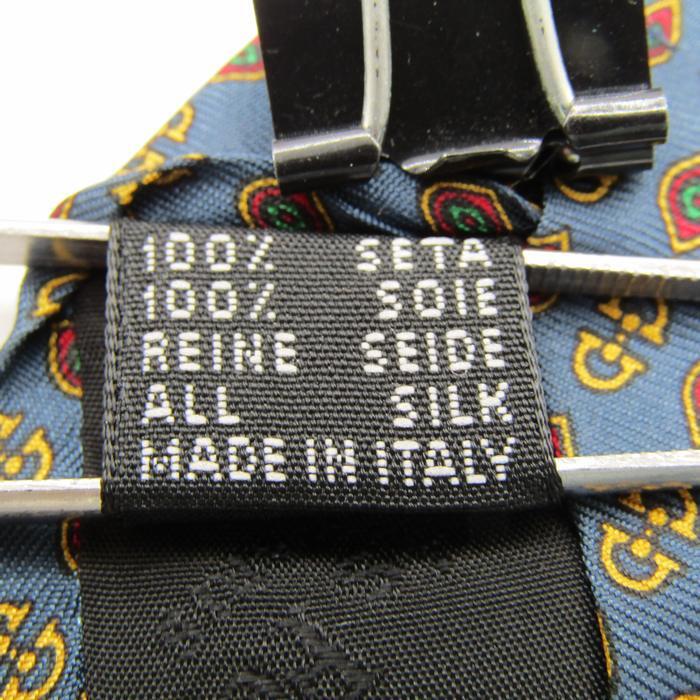 100% SETA
100% SOIE
REINE SEIDE
ALL SILK
MADE IN ITALY